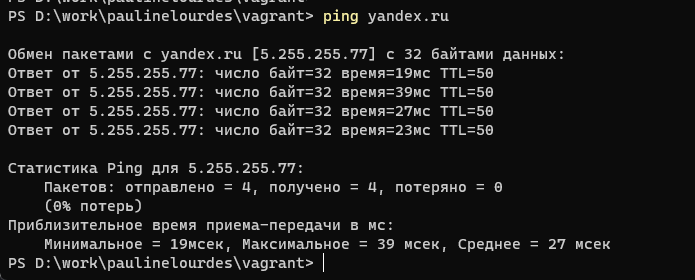 PS D:\work\paulinelourdes\vagrant> ping yandex.ru
Обмен пакетами с yandex.ru [5.255.255.77] с 32 байтами данных:
Ответ от 5.255.255.77: число байт=32 время=19мс TTL=50
Ответ от 5.255.255.77: число байт=32 время=39мс TTL=50
Ответ от 5.255.255.77: число байт=32 время=27мс TTL=50
Ответ от 5.255.255.77: число байт=32 время=23мс TTL=50
Статистика Ping для 5.255.255.77:
    Пакетов: отправлено = 4, получено = 4, потеряно = 0
    (0% потерь)
Приблизительное время приема-передачи в мс:
    Минимальное = 19мсек, Максимальное = 39 мсек, Среднее = 27 мсек
PS D:\work\paulinelourdes\vagrant>